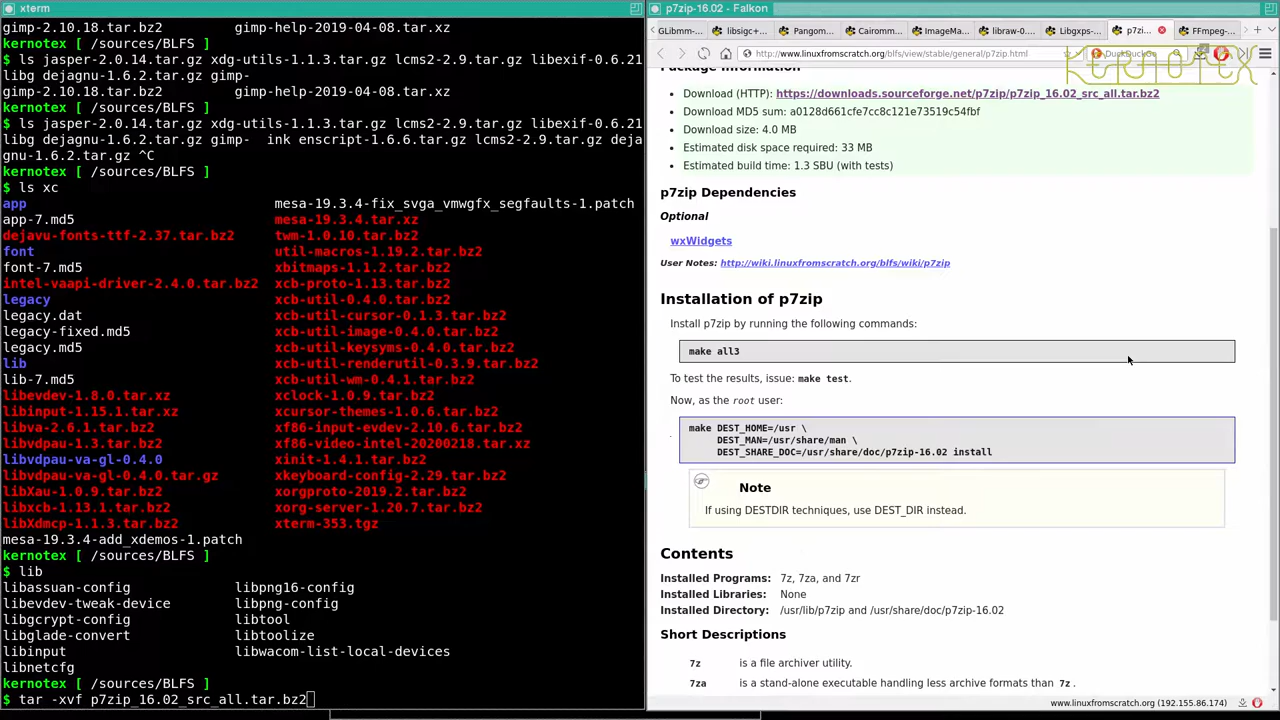 xterm
gimp-2.10.18.tar.bz2 gimp-help-2019-04-08.tar.xz
kernotex [ /sources/BLFS ]
$ ls jasper-2.0.14.tar.gz xdg-utils-1.1.3.tar.gz lcms2-2.9.tar.gz libexif-0.6.21
libg dejagnu-1.6.2.tar.gz gimp-
gimp-2.10.18.tar.bz2 gimp-help-2019-04-08.tar.xz
kernotex [ /sources/BLFS ]
$ ls jasper-2.0.14.tar.gz xdg-utils-1.1.3.tar.gz lcms2-2.9.tar.gz libexif-0.6.21
libg dejagnu-1.6.2.tar.gz gimp- ink enscript-1.6.6.tar.gz lcms2-2.9.tar.gz deja
gnu-1.6.2.tar.gz ^C
kernotex [ /sources/BLFS ]
$ ls xc
app mesa-19.3.4-fix_svga_vmwgfx_segfaults-1.patch
app-7.md5 mesa-19.3.4.tar.xz
dejavu-fonts-ttf-2.37.tar.bz2 twm-1.0.10.tar.bz2
font util-macros-1.19.2.tar.bz2
font-7.md5 xbitmaps-1.1.2.tar.bz2
intel-vaapi-driver-2.4.0.tar.bz2 xcb-proto-1.13.tar.bz2
legacy xcb-util-0.4.0.tar.bz2
legacy.dat xcb-util-cursor-0.1.3.tar.bz2
legacy-fixed.md5 xcb-util-image-0.4.0.tar.bz2
legacy.md5 xcb-util-keysyms-0.4.0.tar.bz2
lib xcb-util-renderutil-0.3.9.tar.bz2
lib-7.md5 xcb-util-wm-0.4.1.tar.bz2
libevdev-1.8.0.tar.xz xclock-1.0.9.tar.bz2
libinput-1.15.1.tar.xz xcursor-themes-1.0.6.tar.bz2
libva-2.6.1.tar.bz2 xf86-input-evdev-2.10.6.tar.bz2
libvdpau-1.3.tar.bz2 xf86-video-intel-20200218.tar.xz
libvdpau-va-gl-0.4.0 xinit-1.4.1.tar.bz2
libvdpau-va-gl-0.4.0.tar.gz xkeyboard-config-2.29.tar.bz2
libXau-1.0.9.tar.bz2 xorgproto-2019.2.tar.bz2
libxcb-1.13.1.tar.bz2 xorg-server-1.20.7.tar.bz2
libXdmcp-1.1.3.tar.bz2 xterm-353.tgz
mesa-19.3.4-add_xdemos-1.patch
kernotex [ /sources/BLFS ]
$ lib
libassuan-config libpng16-config
libevdev-tweak-device libpng-config
libgcrypt-config libtool
libglade-convert libtoolize
libinput libwacom-list-local-devices
libnetcfg
kernotex [ /sources/BLFS ]
$ tar -xvf p7zip_16.02_src_all.tar.bz2
p7zip-16.02 - Falkon
GLibmm-... libsigc+... Pangom... Cairomm... ImageMa... libraw-0... Libgxps-... p7zi... FFmpeg-...
http://www.linuxfromscratch.org/blfs/view/stable/general/p7zip.html DuckDuckGo
KERNOTEX
Package Information
• Download (HTTP): https://downloads.sourceforge.net/p7zip/p7zip_16.02_src_all.tar.bz2
• Download MD5 sum: a0128d661cfe7cc8c121e73519c54fbf
• Download size: 4.0 MB
• Estimated disk space required: 33 MB
• Estimated build time: 1.3 SBU (with tests)
p7zip Dependencies
Optional
wxWidgets
User Notes: http://wiki.linuxfromscratch.org/blfs/wiki/p7zip
Installation of p7zip
Install p7zip by running the following commands:
make all3
To test the results, issue: make test.
Now, as the root user:
make DEST_HOME=/usr \
DEST_MAN=/usr/share/man \
DEST_SHARE_DOC=/usr/share/doc/p7zip-16.02 install
Note
If using DESTDIR techniques, use DEST_DIR instead.
Contents
Installed Programs: 7z, 7za, and 7zr
Installed Libraries: None
Installed Directory: /usr/lib/p7zip and /usr/share/doc/p7zip-16.02
Short Descriptions
7z is a file archiver utility.
7za is a stand-alone executable handling less archive formats than 7z.
www.linuxfromscratch.org (192.155.86.174)